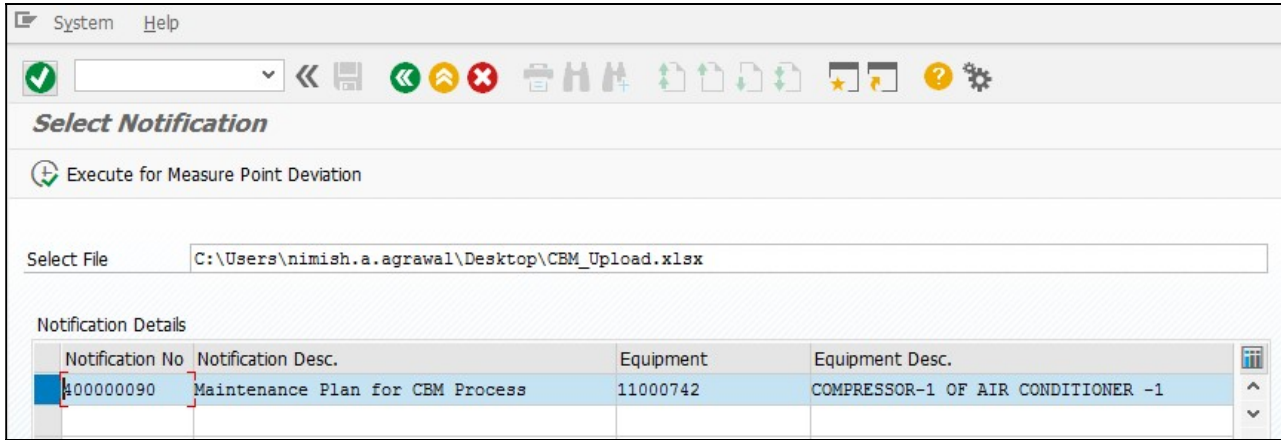 System Help
Select Notification
Execute for Measure Point Deviation
Select File C:\Users\nimish.a.agrawal\Desktop\CBM_Upload.xlsx
Notification Details
Notification No Notification Desc. Equipment Equipment Desc.
400000090 Maintenance Plan for CBM Process 11000742 COMPRESSOR-1 OF AIR CONDITIONER -1